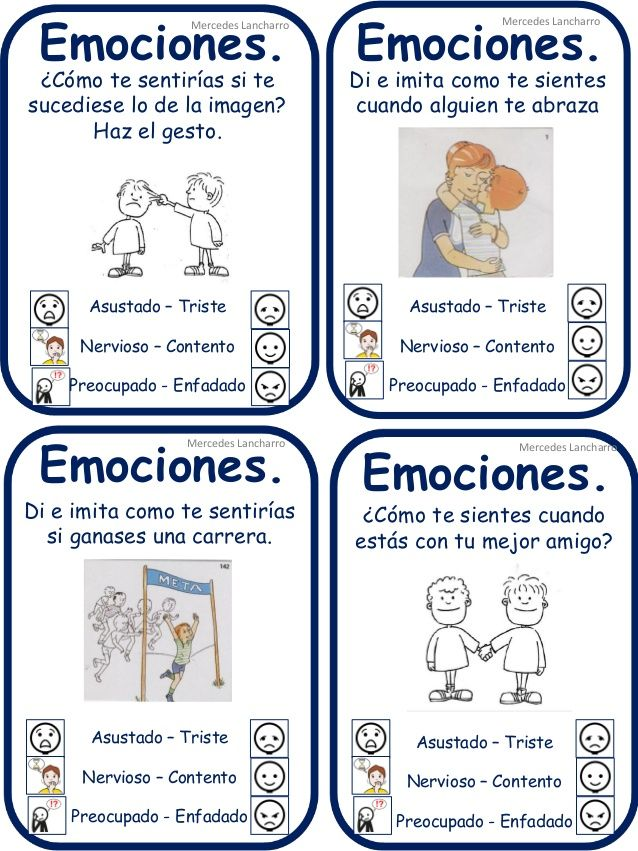 Mercedes Lancharro
Emociones.
¿Cómo te sentirías si te
sucediese lo de la imagen?
Haz el gesto.
Asustado – Triste
Nervioso – Contento
!?
Preocupado - Enfadado
Mercedes Lancharro
Emociones.
Di e imita como te sientes
cuando alguien te abraza
1
Asustado – Triste
Nervioso – Contento
!?
Preocupado - Enfadado
Mercedes Lancharro
Emociones.
Di e imita como te sentirías
si ganases una carrera.
142
META
Asustado – Triste
Nervioso – Contento
!?
Preocupado - Enfadado
Mercedes Lancharro
Emociones.
¿Cómo te sientes cuando
estás con tu mejor amigo?
Asustado – Triste
Nervioso – Contento
!?
Preocupado - Enfadado